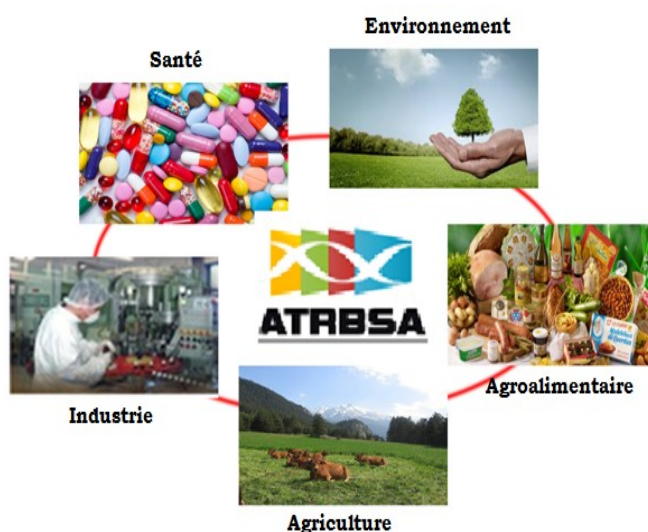 Environnement
Santé
ATRBSA
Agroalimentaire
Industrie
Agriculture